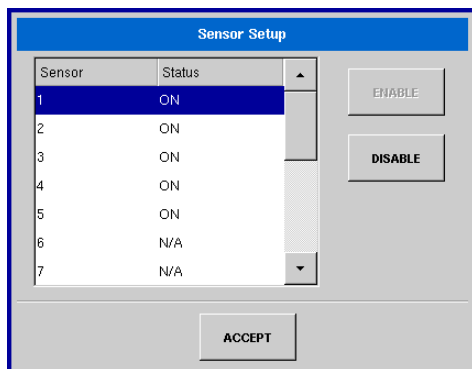 Sensor Setup
Sensor Status
1 ON
ENABLE
2 ON
3 ON
DISABLE
4 ON
5 ON
6 N/A
7 N/A
ACCEPT